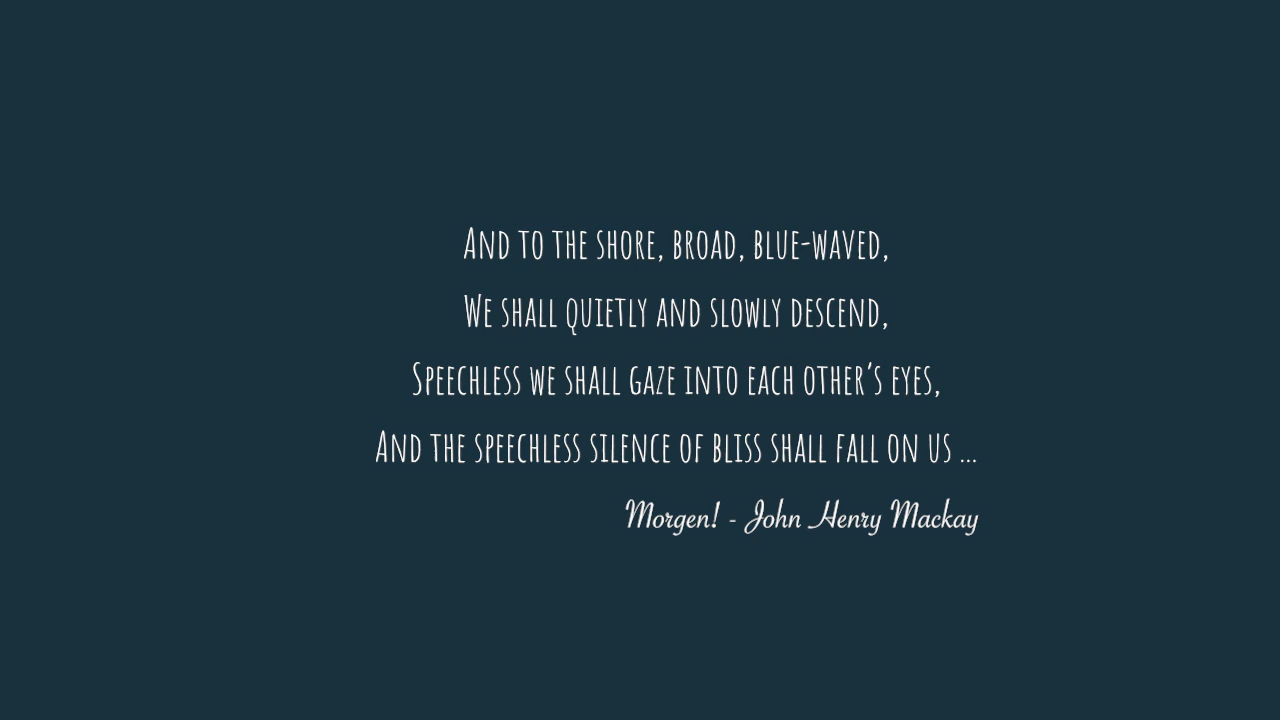 And to the shore, broad, blue-waved,
We shall quietly and slowly descend,
Speechless we shall gaze into each other's eyes,
And the speechless silence of bliss shall fall on us ...
Morgen! - John Henry Mackay